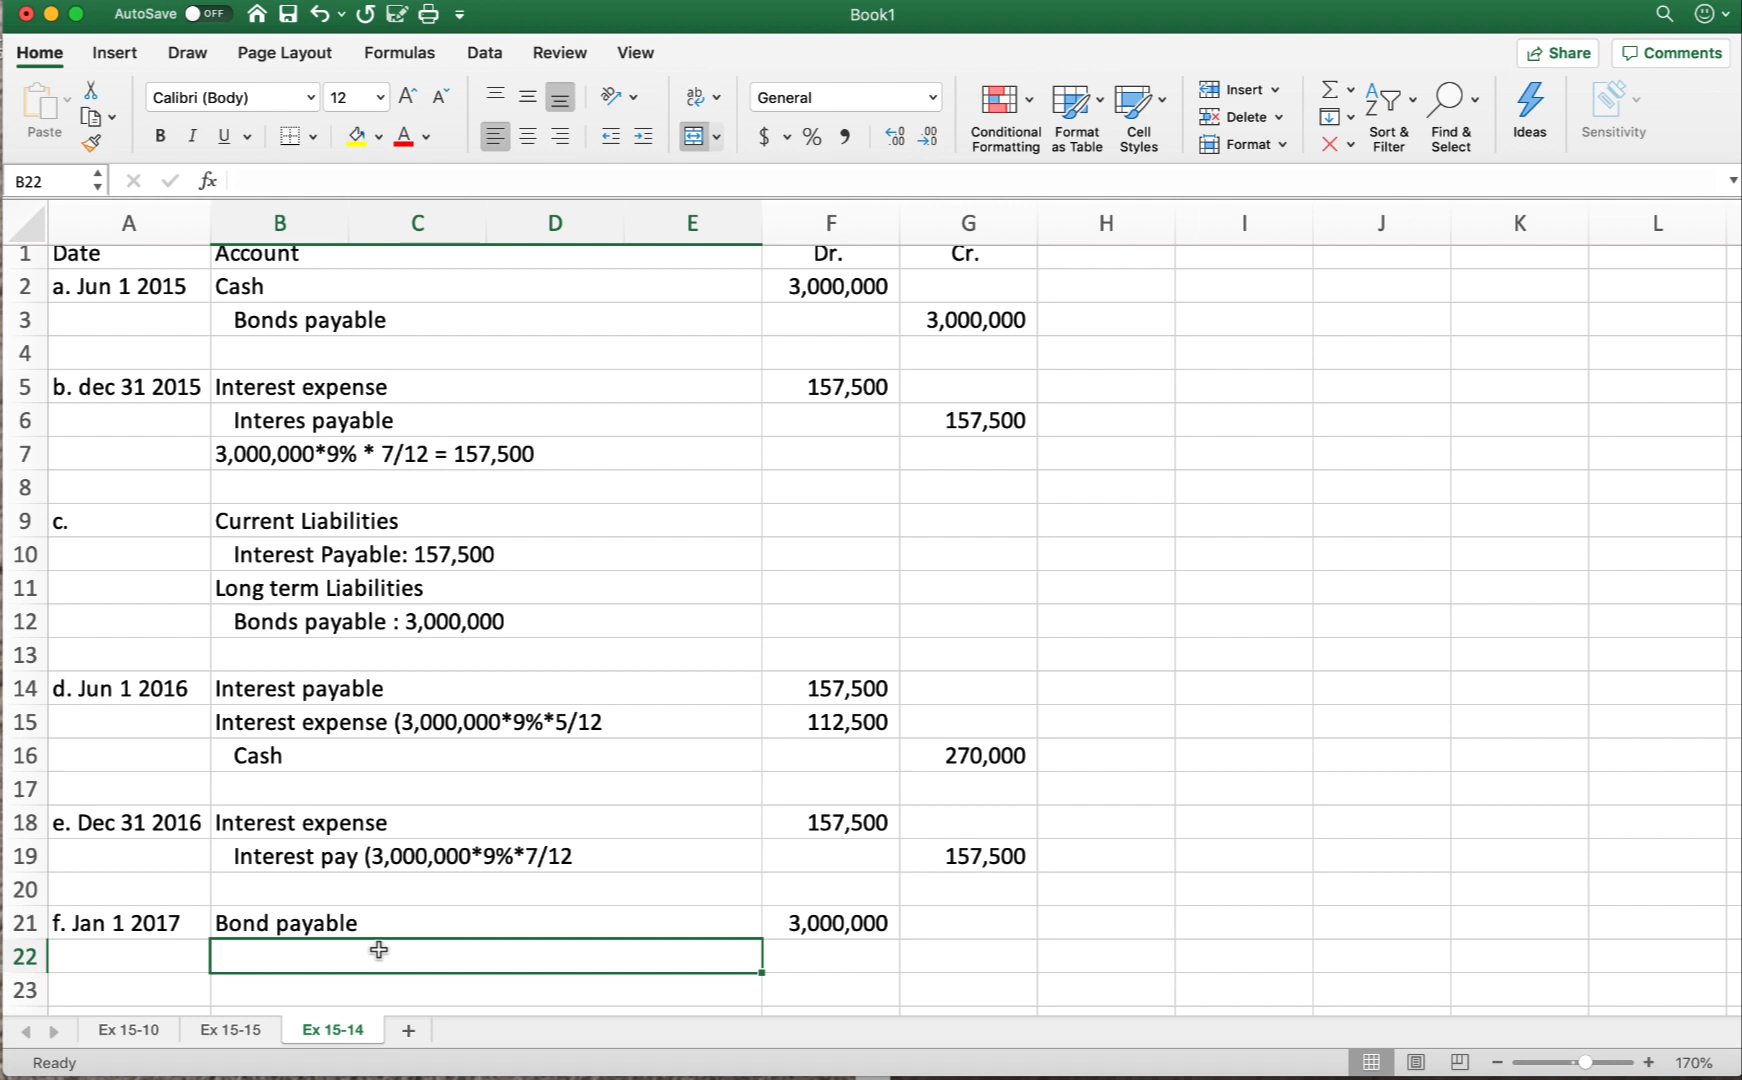 AutoSave OFF Book1
Home Insert Draw Page Layout Formulas Data Review View Share Comments
Paste
Calibri (Body) 12 A A
B I U A
ab
General
$ % , .0 .00 .00 .0
Conditional Formatting
Format as Table
Cell Styles
Insert
Delete
Format
Sort & Filter
Find & Select
Ideas
Sensitivity
B22 fx
A B C D E F G H I J K L
1 Date Account Dr. Cr.
2 a. Jun 1 2015 Cash 3,000,000
3 Bonds payable 3,000,000
4
5 b. dec 31 2015 Interest expense 157,500
6 Interes payable 157,500
7 3,000,000*9% * 7/12 = 157,500
8
9 c. Current Liabilities
10 Interest Payable: 157,500
11 Long term Liabilities
12 Bonds payable : 3,000,000
13
14 d. Jun 1 2016 Interest payable 157,500
15 Interest expense (3,000,000*9%*5/12 112,500
16 Cash 270,000
17
18 e. Dec 31 2016 Interest expense 157,500
19 Interest pay (3,000,000*9%*7/12 157,500
20
21 f. Jan 1 2017 Bond payable 3,000,000
22
23
Ex 15-10 Ex 15-15 Ex 15-14 +
Ready 170%